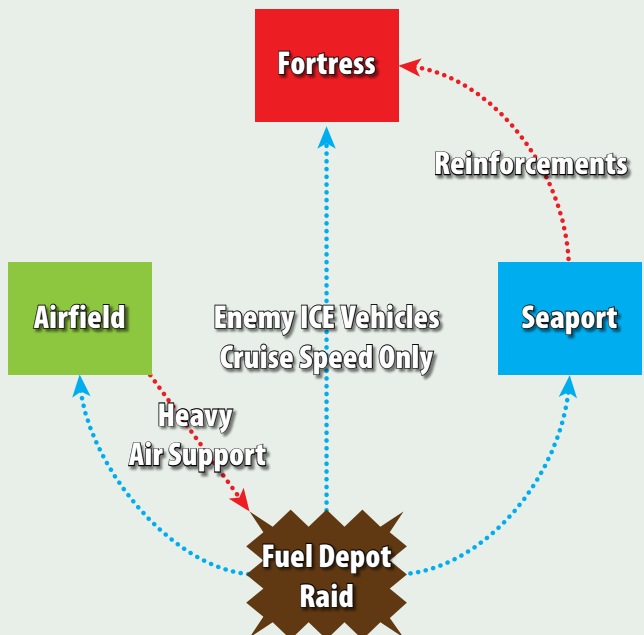 Fortress
Reinforcements
Airfield
Enemy ICE Vehicles
Cruise Speed Only
Seaport
Heavy
Air Support
Fuel Depot
Raid